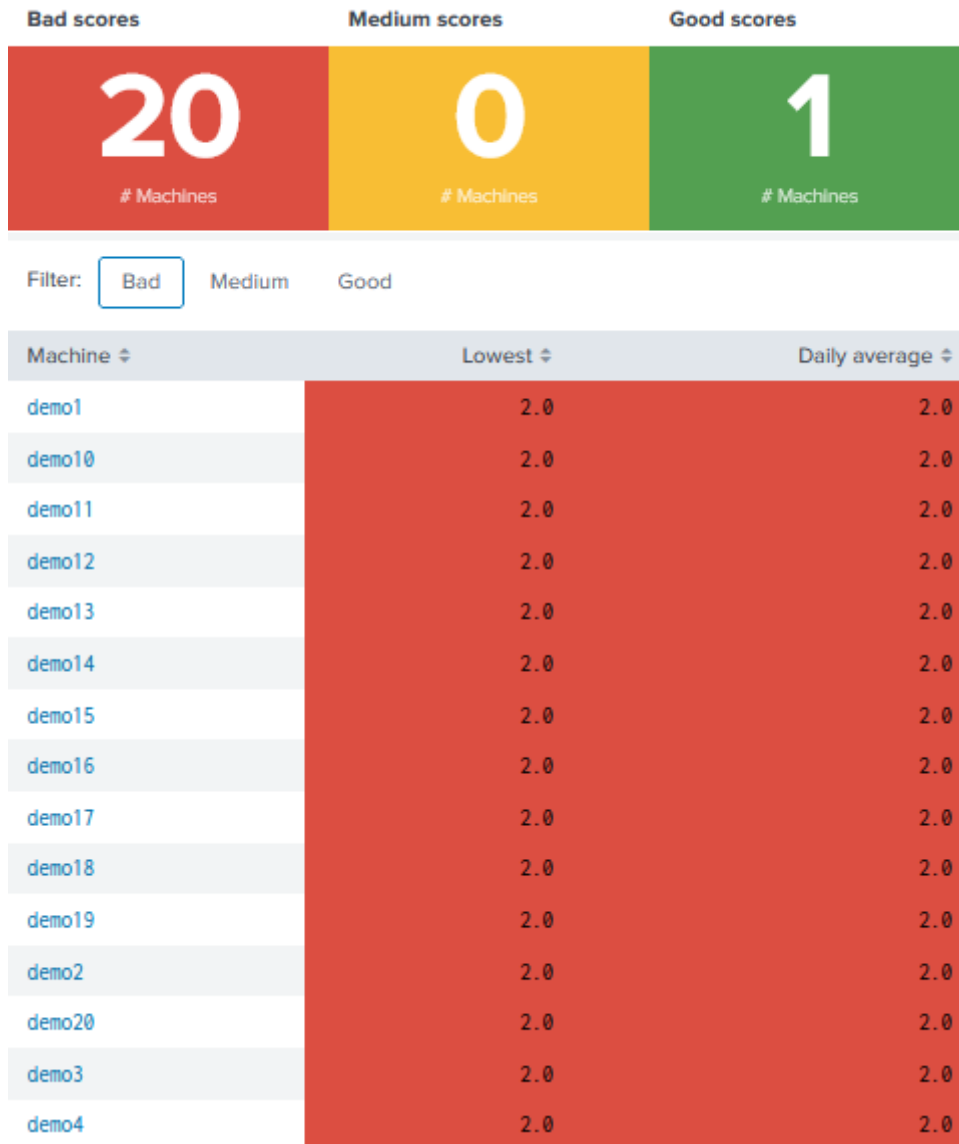 Bad scores Medium scores Good scores
20 0 1
# Machines # Machines # Machines
Filter: Bad Medium Good
Machine Lowest Daily average
demo1 2.0 2.0
demo10 2.0 2.0
demo11 2.0 2.0
demo12 2.0 2.0
demo13 2.0 2.0
demo14 2.0 2.0
demo15 2.0 2.0
demo16 2.0 2.0
demo17 2.0 2.0
demo18 2.0 2.0
demo19 2.0 2.0
demo2 2.0 2.0
demo20 2.0 2.0
demo3 2.0 2.0
demo4 2.0 2.0